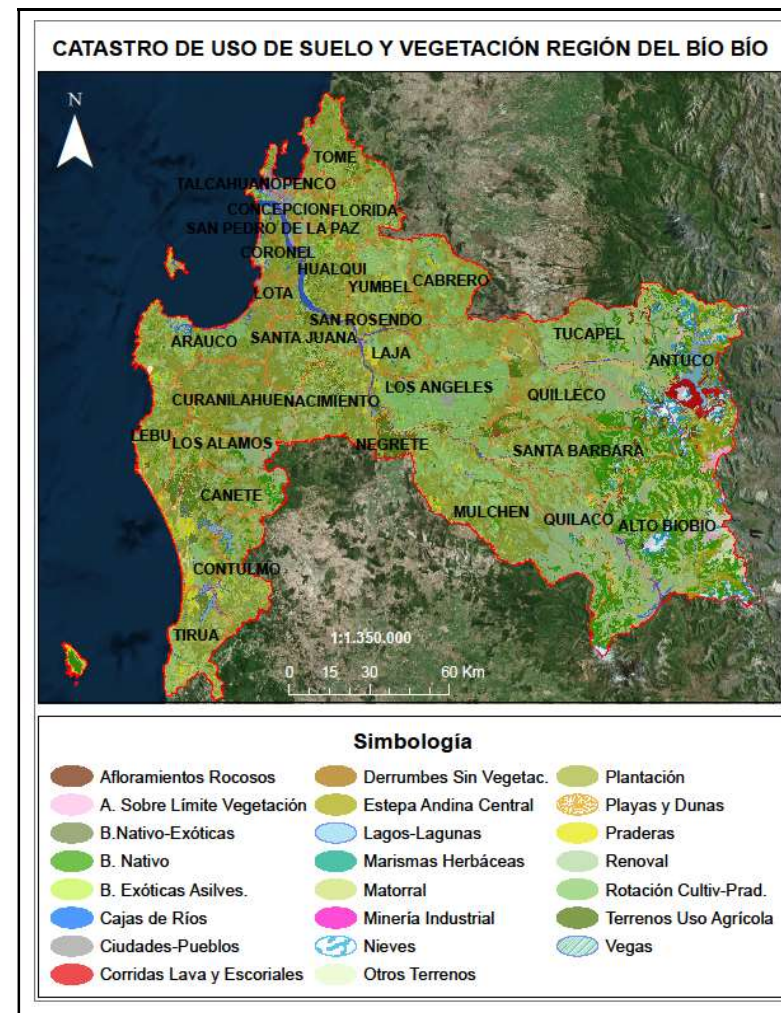 CATASTRO DE USO DE SUELO Y VEGETACIÓN REGIÓN DEL BÍO BÍO
N
TOME
TALCAHUANO
PENCO
CONCEPCION
FLORIDA
SAN PEDRO DE LA PAZ
CORONEL
HUALQUI
CABRERO
YUMBEL
LOTA
SAN ROSENDO
TUCAPEL
ARAUCO
SANTA JUANA
LAJA
ANTUCO
LOS ANGELES
QUILLECO
CURANILAHUE
NACIMIENTO
LEBU
LOS ALAMOS
NEGRETE
SANTA BARBARA
CANETE
MULCHEN
QUILACO
ALTO BIOBIO
CONTULMO
TIRUA
1:1.350.000
0 15 30 60 Km
Simbología
Afloramientos Rocosos
A. Sobre Límite Vegetación
B.Nativo-Exóticas
B. Nativo
B. Exóticas Asilves.
Cajas de Ríos
Ciudades-Pueblos
Corridas Lava y Escoriales
Derrumbes Sin Vegetac.
Estepa Andina Central
Lagos-Lagunas
Marismas Herbáceas
Matorral
Minería Industrial
Nieves
Otros Terrenos
Plantación
Playas y Dunas
Praderas
Renoval
Rotación Cultiv-Prad.
Terrenos Uso Agrícola
Vegas